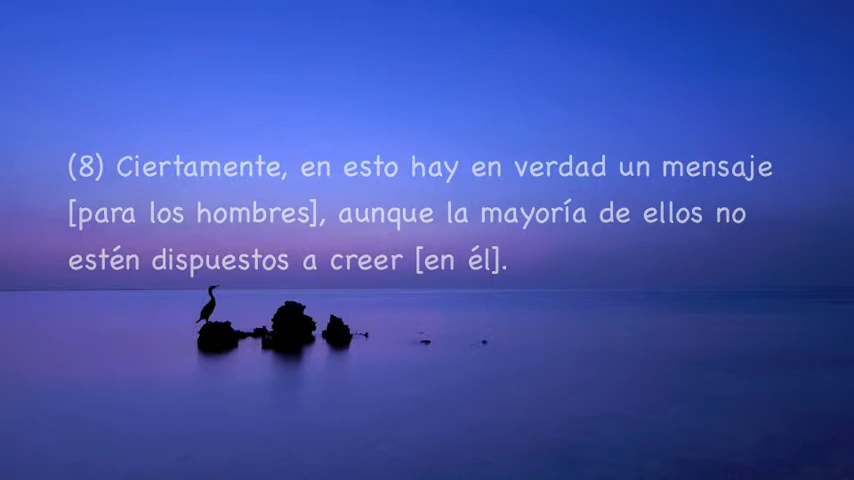 (8) Ciertamente, en esto hay en verdad un mensaje
[para los hombres], aunque la mayoría de ellos no
estén dispuestos a creer [en él].